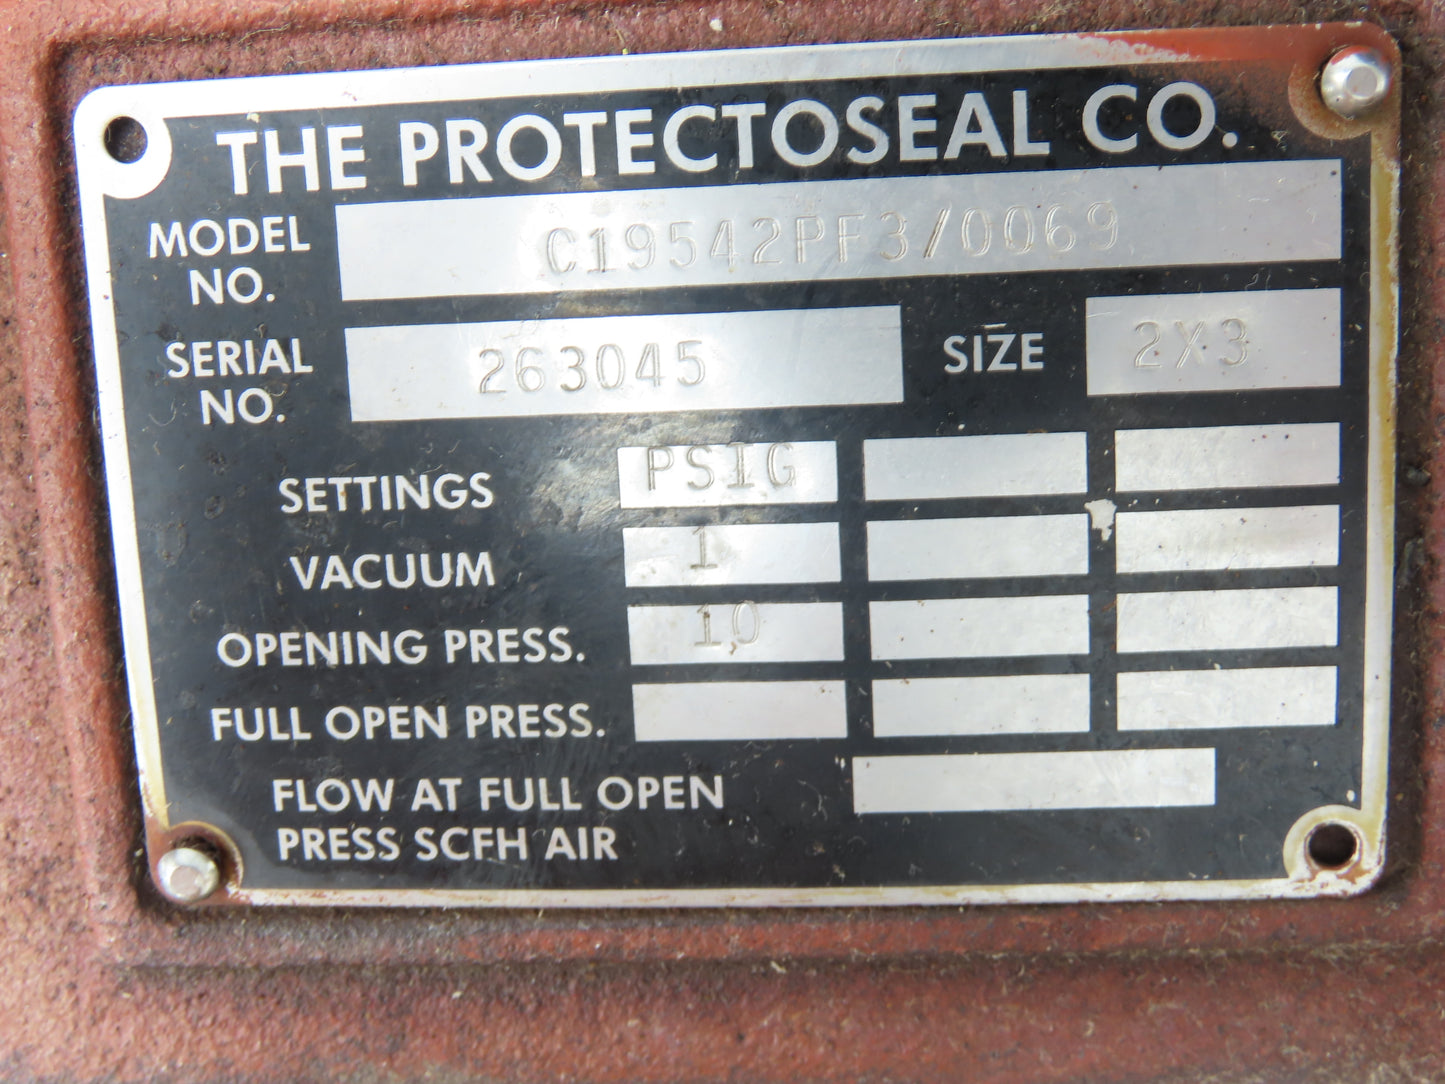 THE PROTECTOSEAL CO.
MODEL NO. C19542PF3/0069
SERIAL NO. 263045 SIZE 2X3
SETTINGS PSIG
VACUUM 1
OPENING PRESS. 10
FULL OPEN PRESS.
FLOW AT FULL OPEN
PRESS SCFH AIR